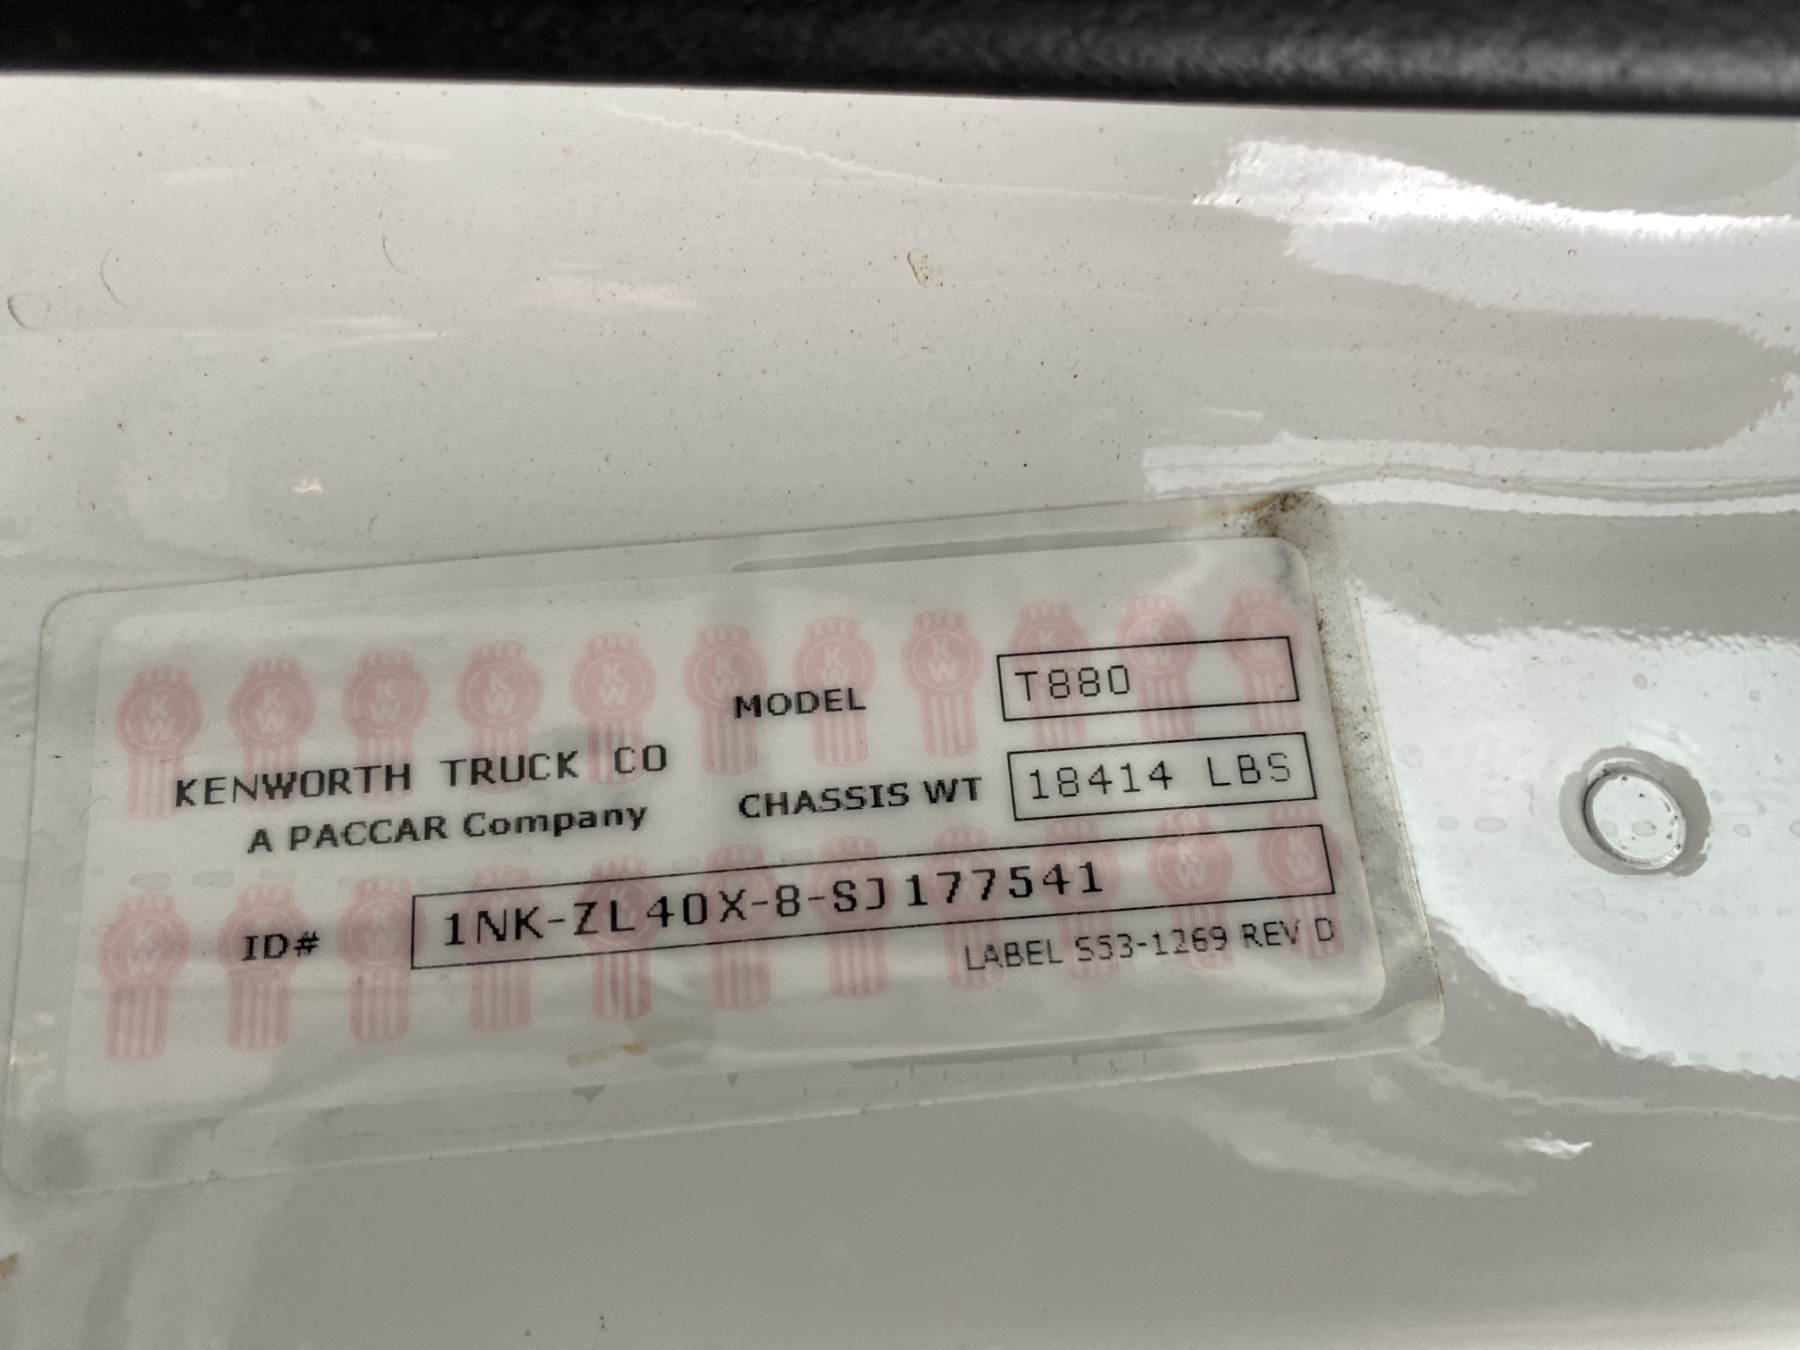 MODEL T880
KENWORTH TRUCK CO
A PACCAR Company
CHASSIS WT 18414 LBS
ID# 1NK-ZL40X-8-SJ177541
LABEL S53-1269 REV D